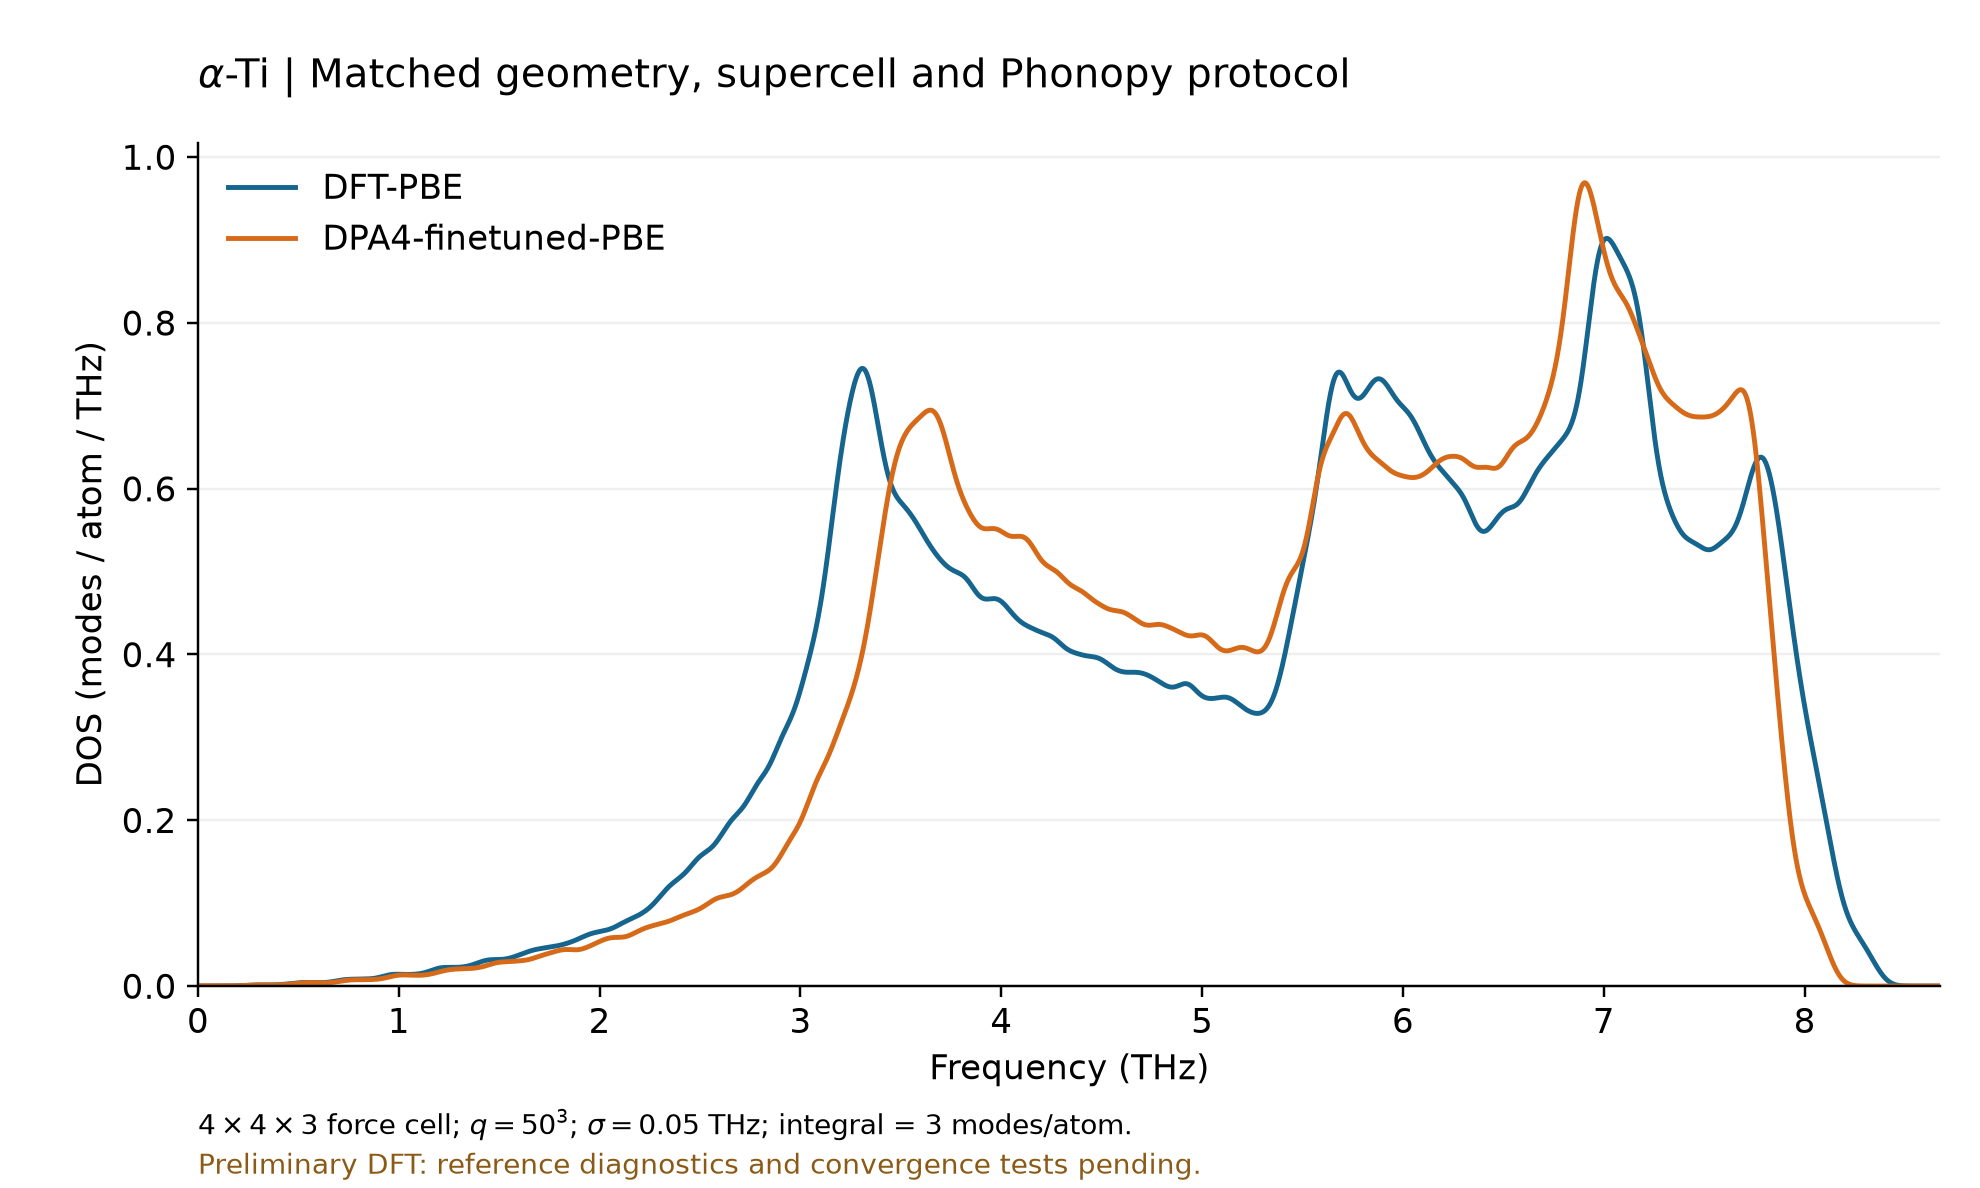 α-Ti | Matched geometry, supercell and Phonopy protocol
DFT-PBE
DPA4-finetuned-PBE
DOS (modes / atom / THz)
1.0
0.8
0.6
0.4
0.2
0.0
0 1 2 3 4 5 6 7 8
Frequency (THz)
4 × 4 × 3 force cell; q = 50³; σ = 0.05 THz; integral = 3 modes/atom.
Preliminary DFT: reference diagnostics and convergence tests pending.